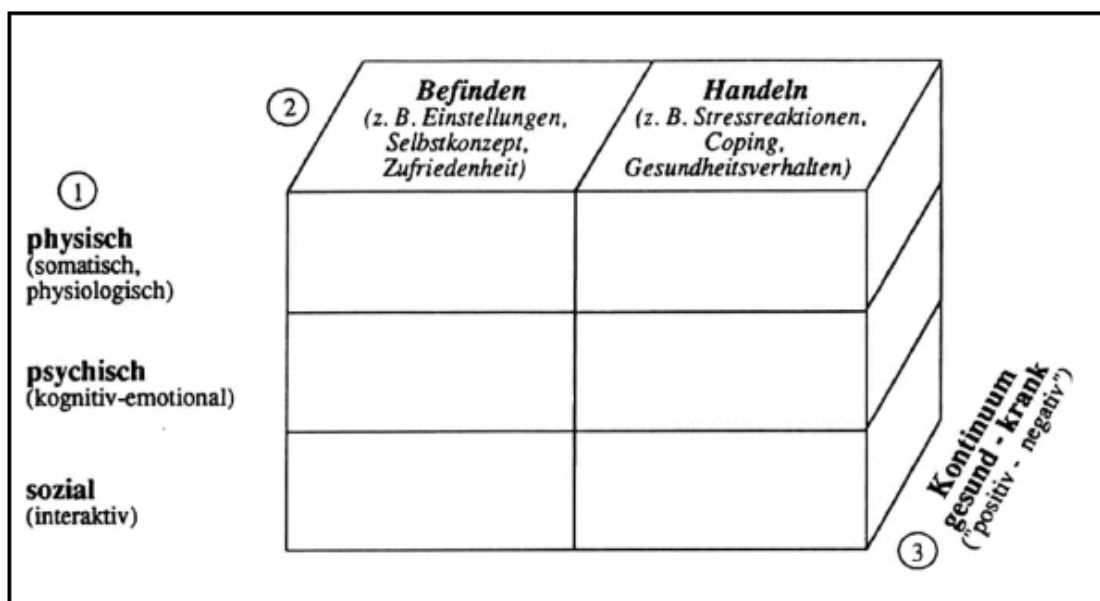 ②
Befinden
(z. B. Einstellungen,
Selbstkonzept,
Zufriedenheit)
Handeln
(z. B. Stressreaktionen,
Coping,
Gesundheitsverhalten)
①
physisch
(somatisch,
physiologisch)
psychisch
(kognitiv-emotional)
sozial
(interaktiv)
Kontinuum
gesund - krank
("positiv - negativ")
③